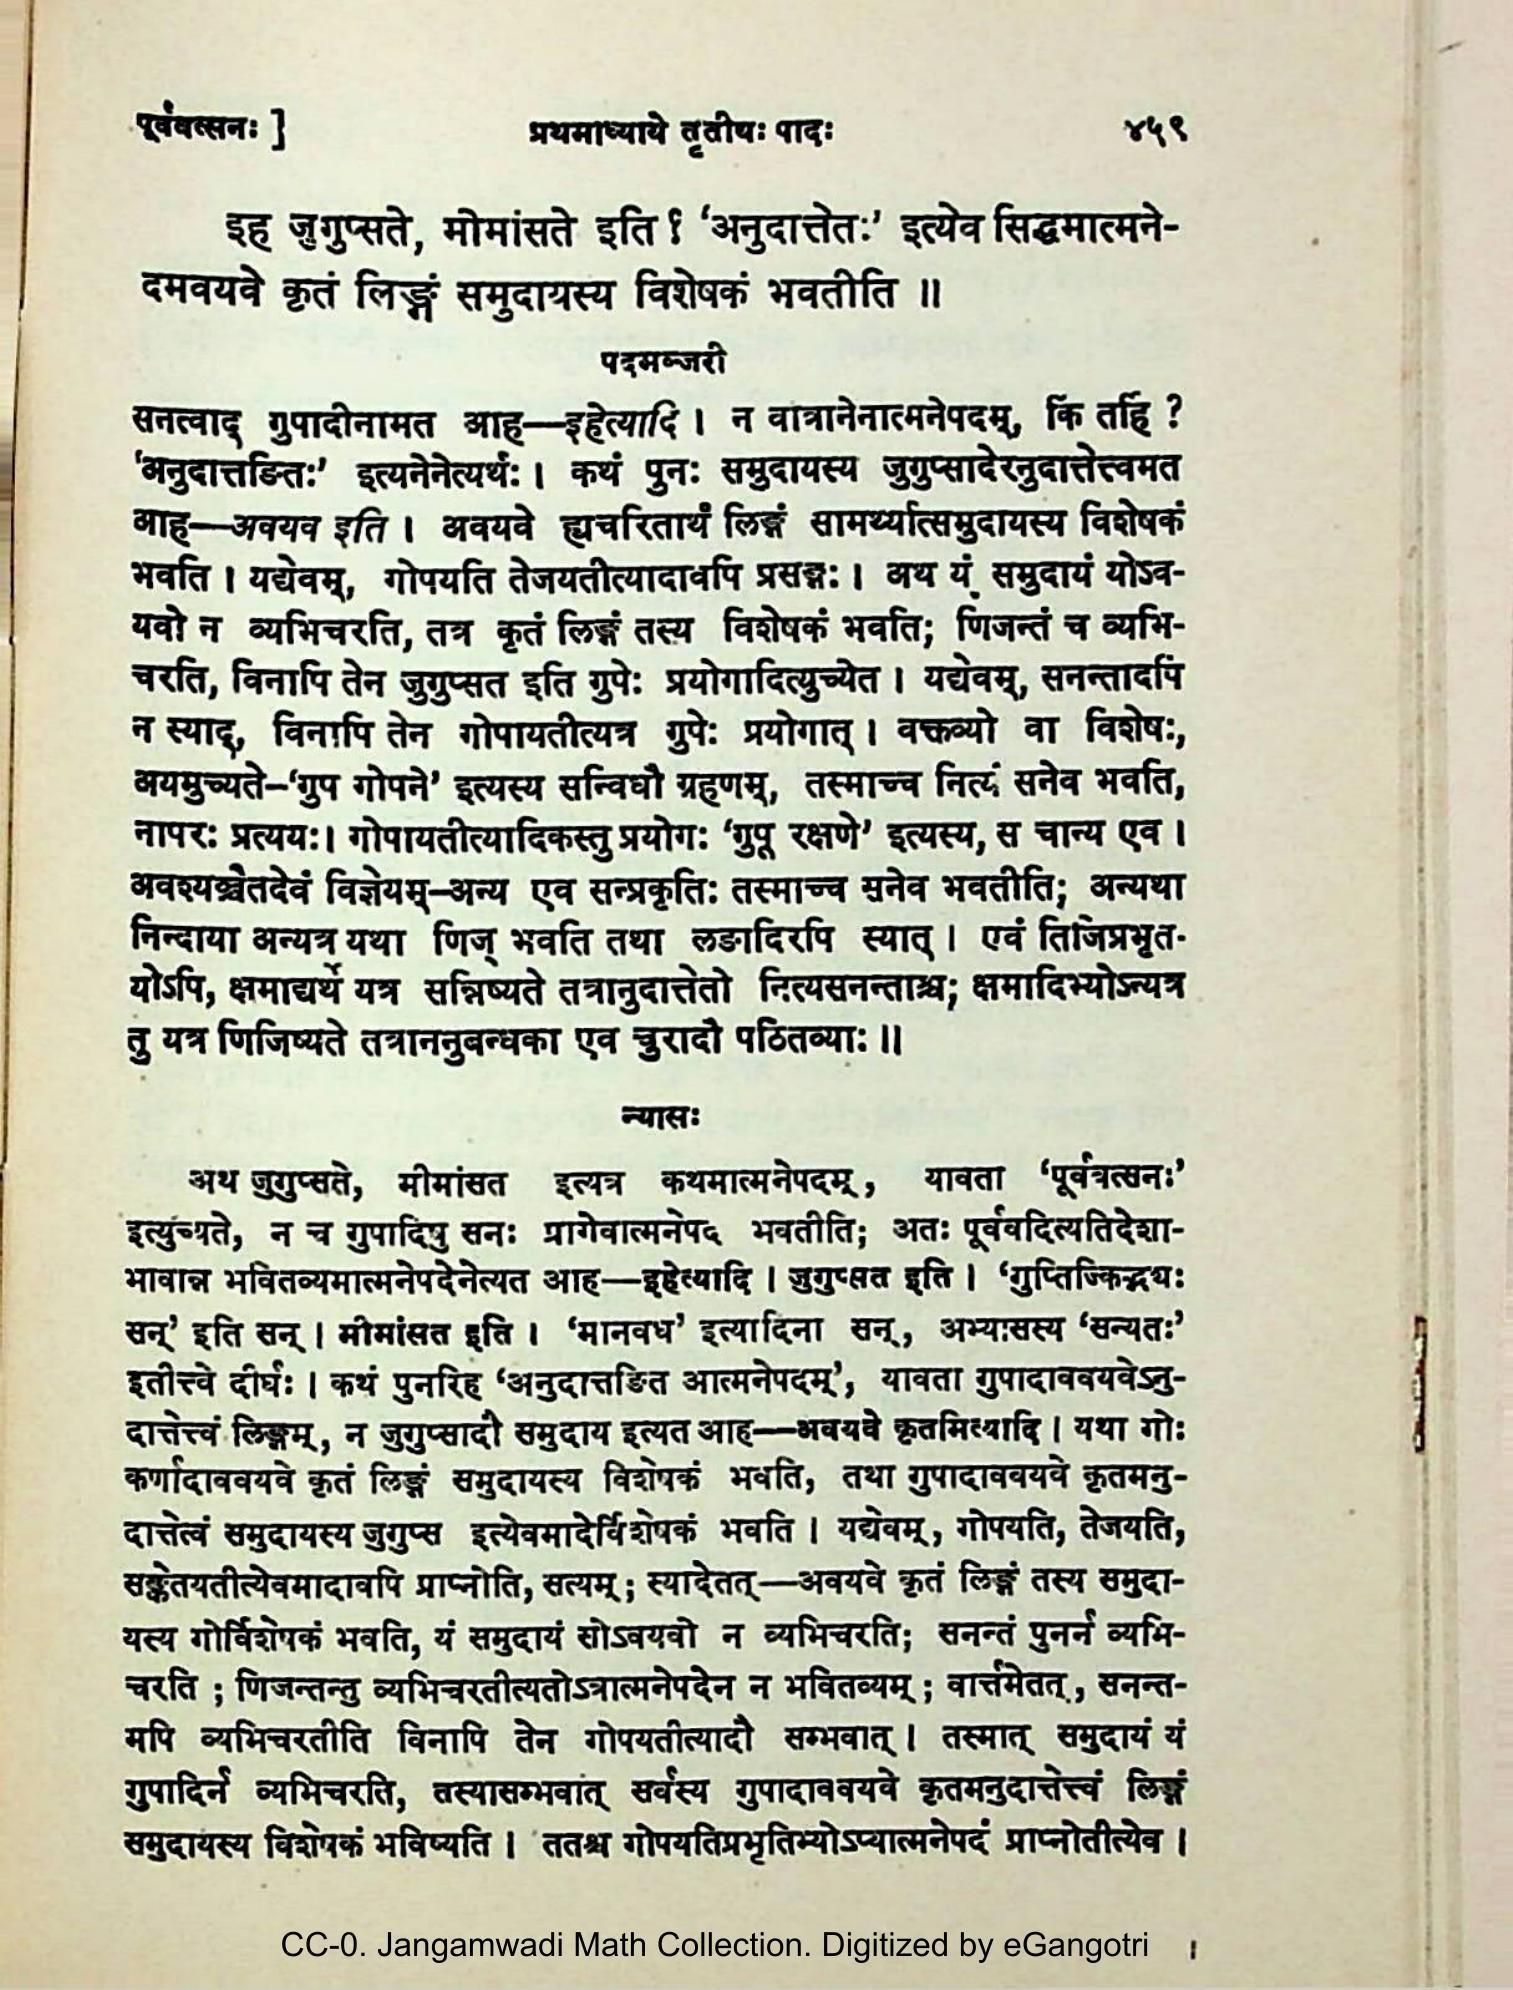 पूर्ववत्सनः ]
प्रथमाध्याये तृतीयः पादः
४५९
इह जुगुप्सते, मोमांसते इति ? 'अनुदात्तेतः' इत्येव सिद्धमात्मने-
दमवयवे कृतं लिङ्गं समुदायस्य विशेषकं भवतीति ॥
पदमञ्जरी
सनत्वाद् गुपादीनामत आह—इहेत्यादि । न वात्रानेनात्मनेपदम्, किं तर्हि ?
'अनुदात्तङितः' इत्यनेनेत्यर्थः । कथं पुनः समुदायस्य जुगुप्सादेरनुदात्तेत्त्वमत
आह—अवयव इति । अवयवे ह्यचरितार्थं लिङ्गं सामर्थ्यात्समुदायस्य विशेषकं
भवति । यद्येवम्, गोपयति तेजयतीत्यादावपि प्रसङ्गः । अथ यं समुदायं योऽव-
यवो न व्यभिचरति, तत्र कृतं लिङ्गं तस्य विशेषकं भवति; णिजन्तं च व्यभि-
चरति, विनापि तेन जुगुप्सत इति गुपेः प्रयोगादित्युच्येत । यद्येवम्, सनन्तादपि
न स्याद्, विनापि तेन गोपायतीत्यत्र गुपेः प्रयोगात् । वक्तव्यो वा विशेषः,
अयमुच्यते–'गुप गोपने' इत्यस्य सन्विधौ ग्रहणम्, तस्माच्च नित्यं सनेव भवति,
नापरः प्रत्ययः। गोपायतीत्यादिकस्तु प्रयोगः 'गुपू रक्षणे' इत्यस्य, स चान्य एव ।
अवश्यञ्चैतदेवं विज्ञेयम्–अन्य एव सन्प्रकृतिः तस्माच्च सनेव भवतीति; अन्यथा
निन्दाया अन्यत्र यथा णिज् भवति तथा लङादिरपि स्यात् । एवं तिजिप्रभृत-
योऽपि, क्षमाद्यर्थे यत्र सन्निष्यते तत्रानुदात्तेतो नित्यसनन्ताश्च; क्षमादिभ्योऽन्यत्र
तु यत्र णिजिष्यते तत्राननुबन्धका एव चुरादौ पठितव्याः ॥
न्यासः
अथ जुगुप्सते, मीमांसत इत्यत्र कथमात्मनेपदम्, यावता 'पूर्ववत्सनः'
इत्युच्यते, न च गुपादिषु सनः प्रागेवात्मनेपद भवतीति; अतः पूर्ववदित्यतिदेशा-
भावान्न भवितव्यमात्मनेपदेनेत्यत आह—इहेत्यादि । जुगुप्सत इति । 'गुप्तिज्किद्भ्यः
सन्' इति सन् । मीमांसत इति । 'मानवध' इत्यादिना सन्, अभ्यासस्य 'सन्यतः'
इतीत्त्वे दीर्घः । कथं पुनरिह 'अनुदात्तङित आत्मनेपदम्', यावता गुपादाववयवेऽनु-
दात्तेत्त्वं लिङ्गम्, न जुगुप्सादौ समुदाय इत्यत आह—अवयवे कृतमित्यादि । यथा गोः
कर्णादाववयवे कृतं लिङ्गं समुदायस्य विशेषकं भवति, तथा गुपादाववयवे कृतमनु-
दात्तेत्वं समुदायस्य जुगुप्स इत्येवमादेर्विशेषकं भवति । यद्येवम्, गोपयति, तेजयति,
सङ्केतयतीत्येवमादावपि प्राप्नोति, सत्यम्; स्यादेतत्—अवयवे कृतं लिङ्गं तस्य समुदा-
यस्य गोर्विशेषकं भवति, यं समुदायं सोऽवयवो न व्यभिचरति; सनन्तं पुनर्न व्यभि-
चरति ; णिजन्तन्तु व्यभिचरतीत्यतोऽत्रात्मनेपदेन न भवितव्यम् ; वार्त्तमेतत्, सनन्त-
मपि व्यभिचरतीति विनापि तेन गोपयतीत्यादौ सम्भवात् । तस्मात् समुदायं यं
गुपादिर्न व्यभिचरति, तस्यासम्भवात् सर्वस्य गुपादाववयवे कृतमनुदात्तेत्त्वं लिङ्गं
समुदायस्य विशेषकं भविष्यति । ततश्च गोपयतिप्रभृतिभ्योऽप्यात्मनेपदं प्राप्नोतीत्येव ।
CC-0. Jangamwadi Math Collection. Digitized by eGangotri